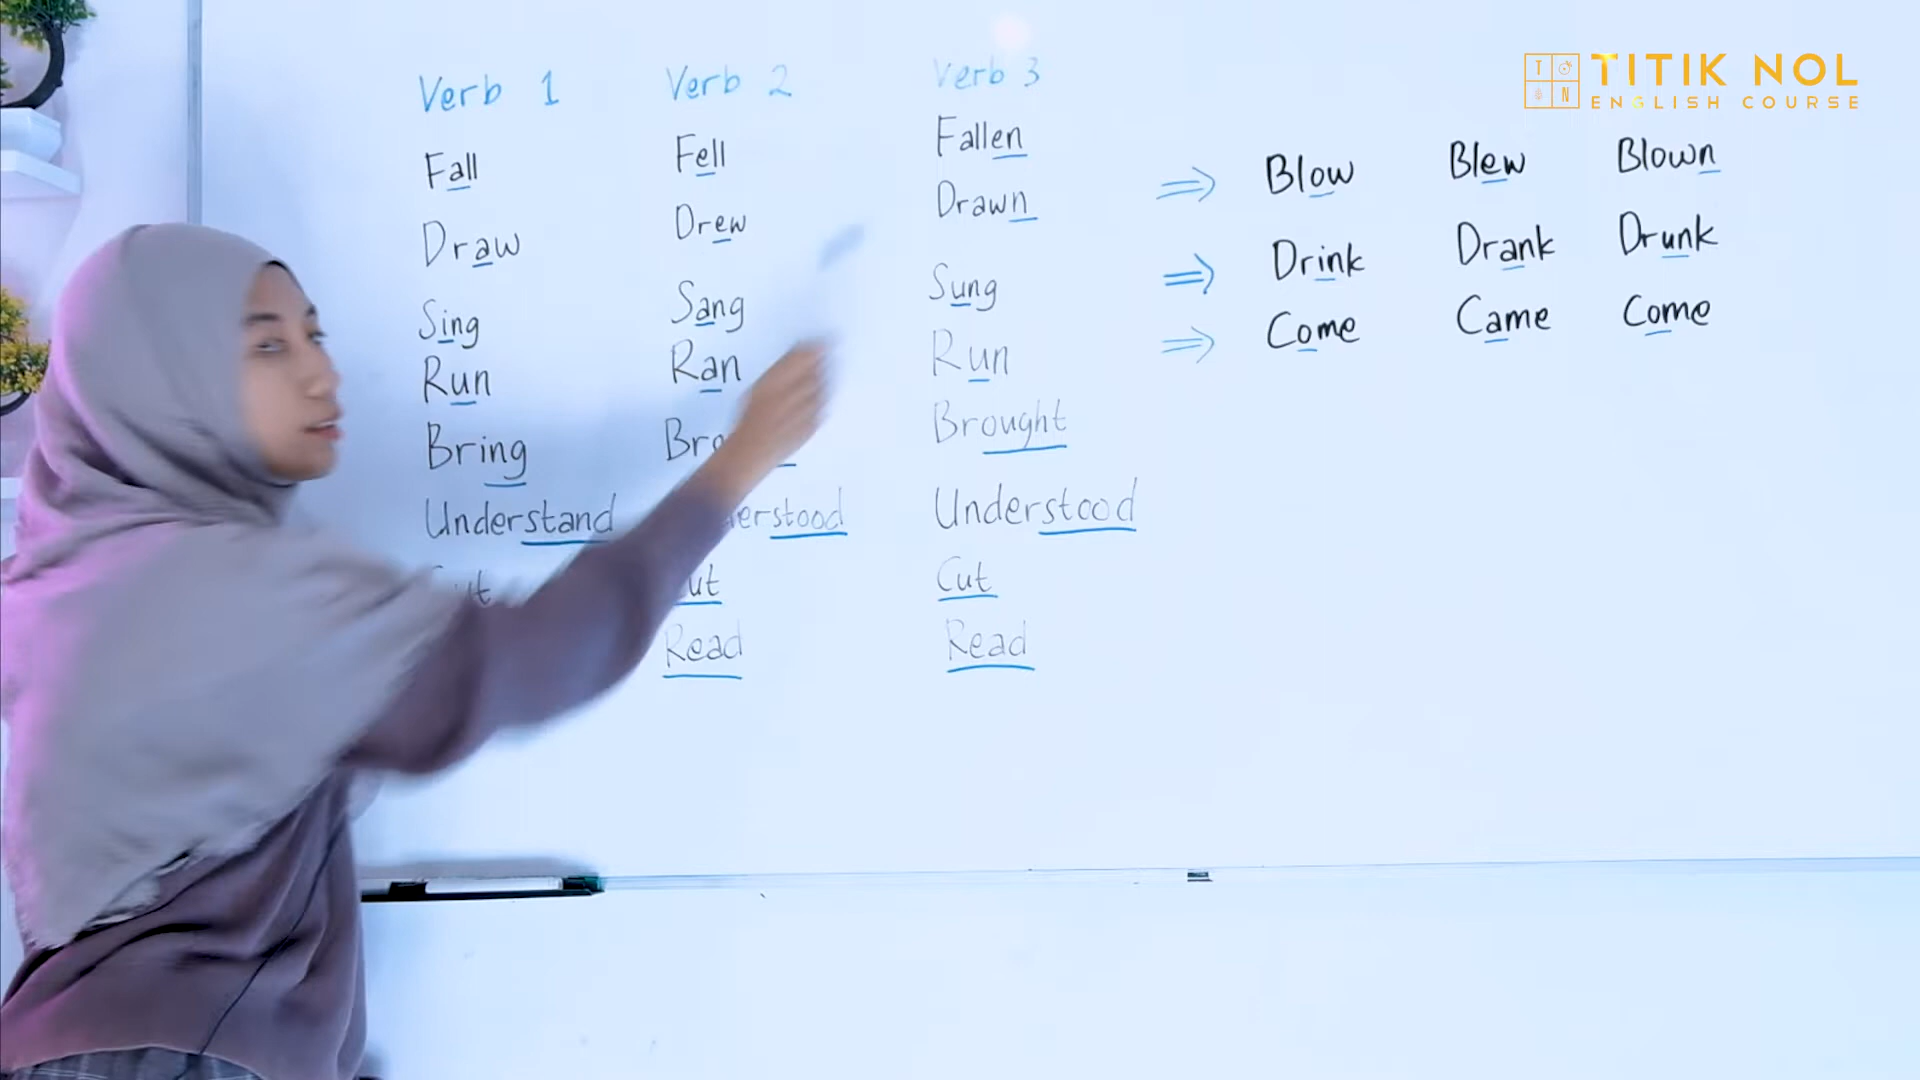 TITIK NOL
ENGLISH COURSE
Verb 1 Verb 2 Verb 3
Fall Fell Fallen
Draw Drew Drawn ⇒ Blow Blew Blown
Sing Sang Sung ⇒ Drink Drank Drunk
Run Ran Run ⇒ Come Came Come
Bring Brought
Understand Understood
Cut
Read Read